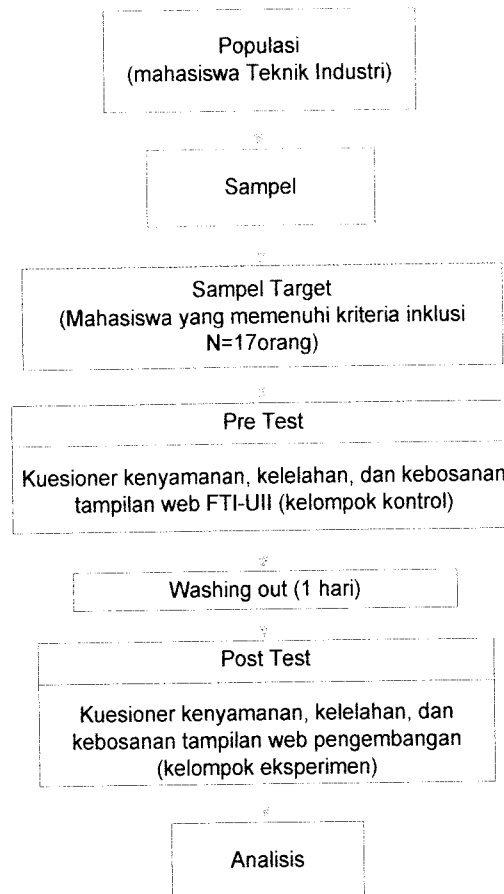 Populasi
(mahasiswa Teknik Industri)
Sampel
Sampel Target
(Mahasiswa yang memenuhi kriteria inklusi
N=17orang)
Pre Test
Kuesioner kenyamanan, kelelahan, dan kebosanan
tampilan web FTI-UII (kelompok kontrol)
Washing out (1 hari)
Post Test
Kuesioner kenyamanan, kelelahan, dan
kebosanan tampilan web pengembangan
(kelompok eksperimen)
Analisis